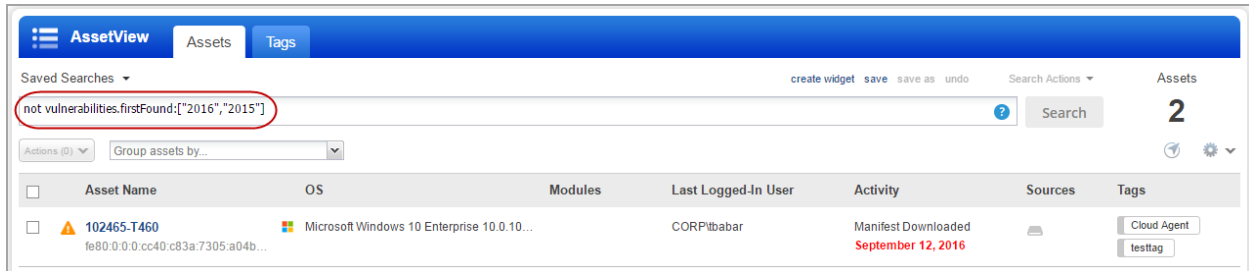 AssetView Assets Tags
Saved Searches create widget save save as undo Search Actions Assets
not vulnerabilities.firstFound:["2016","2015"] ? Search 2
Actions (0) Group assets by...
Asset Name OS Modules Last Logged-In User Activity Sources Tags
102465-T460 Microsoft Windows 10 Enterprise 10.0.10... CORP\tbabar Manifest Downloaded Cloud Agent
fe80:0:0:0:cc40:c83a:7305:a04b... September 12, 2016 testtag